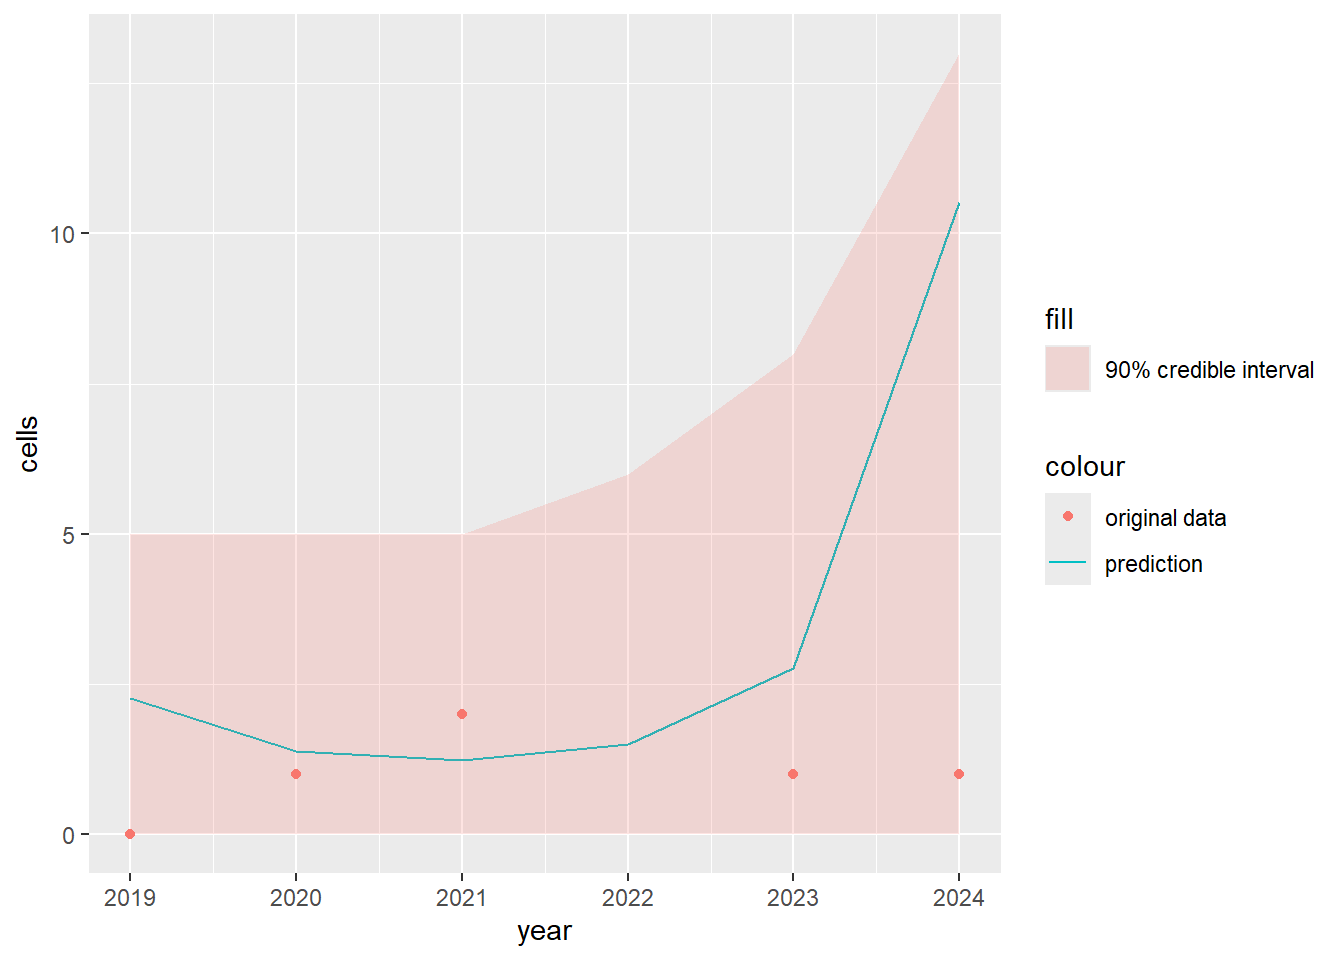 10
5
0
cells
2019 2020 2021 2022 2023 2024
year
fill
90% credible interval
colour
original data
prediction